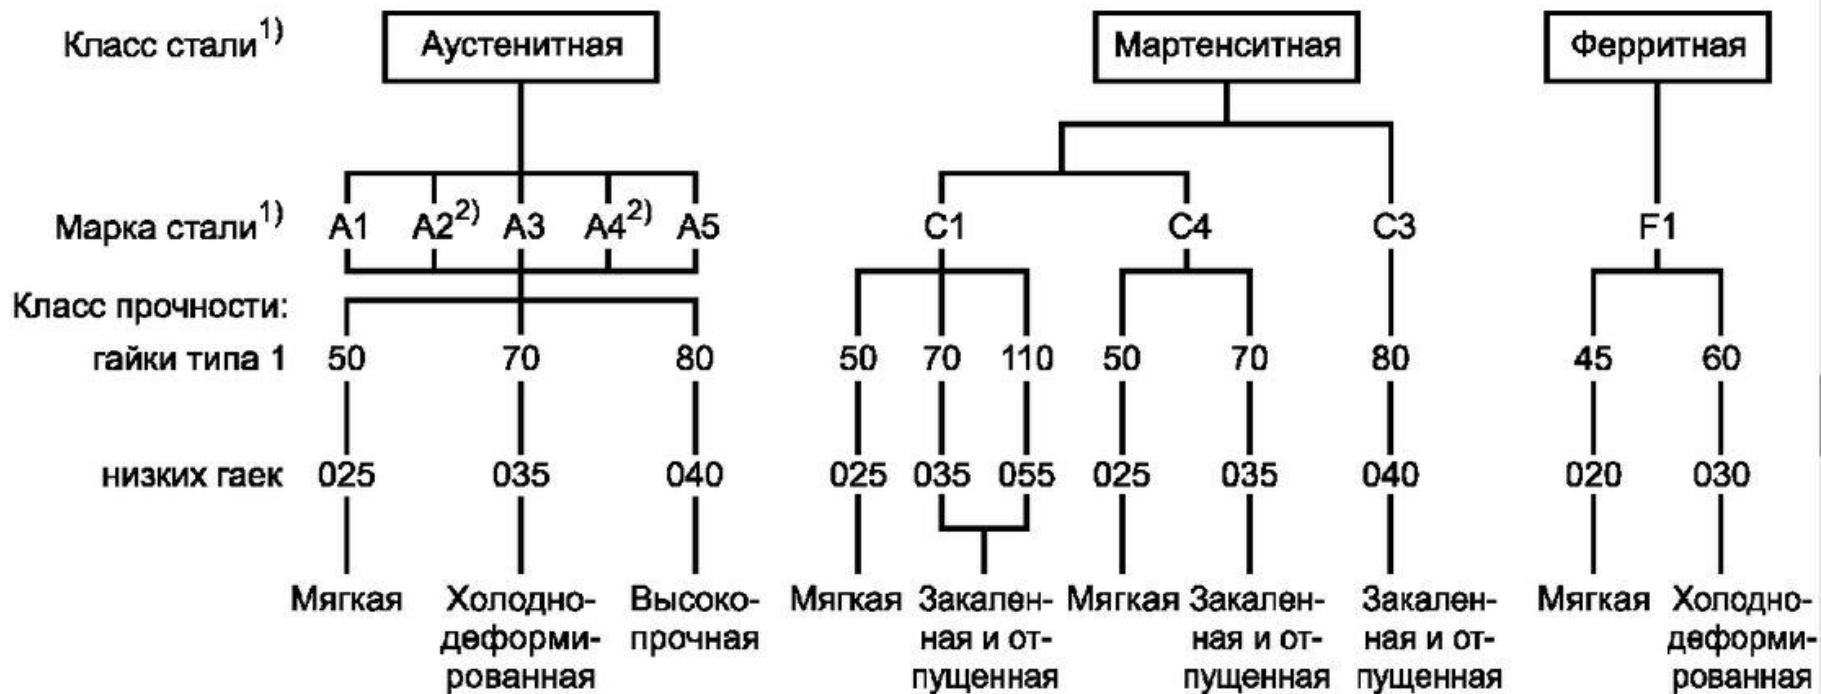 Класс стали1) Аустенитная Мартенситная Ферритная
Марка стали1) A1 A22) A3 A42) A5 C1 C4 C3 F1
Класс прочности:
гайки типа 1 50 70 80 50 70 110 50 70 80 45 60
низких гаек 025 035 040 025 035 055 025 035 040 020 030
Мягкая Холодно- Высоко- Мягкая Закален- Мягкая Закален- Закален- Мягкая Холодно-
деформи- прочная ная и от- ная и от- ная и от- деформи-
рованная пущенная пущенная пущенная рованная